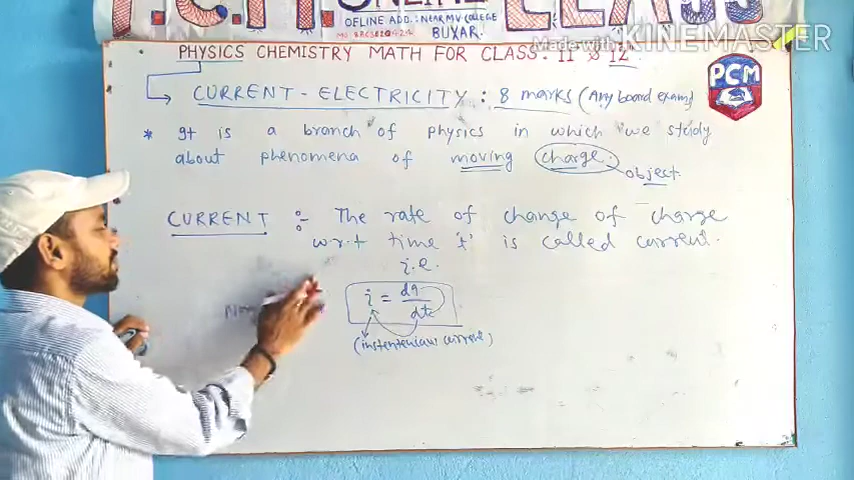 P.C.M ONLINE CLASS
OFLINE ADD: NEAR MV COLLEGE
BUXAR.
Made with
KINEMASTER
PHYSICS CHEMISTRY MATH FOR CLASS: 11 & 12
PCM
CURRENT - ELECTRICITY : 8 marks (Any board exam)
* It is a branch of physics in which we study
about phenomena of moving charge.
object.
CURRENT : The rate of change of charge
w.r.t time 't' is called current.
i.e.
i = dq/dt
(instenteniaw current)